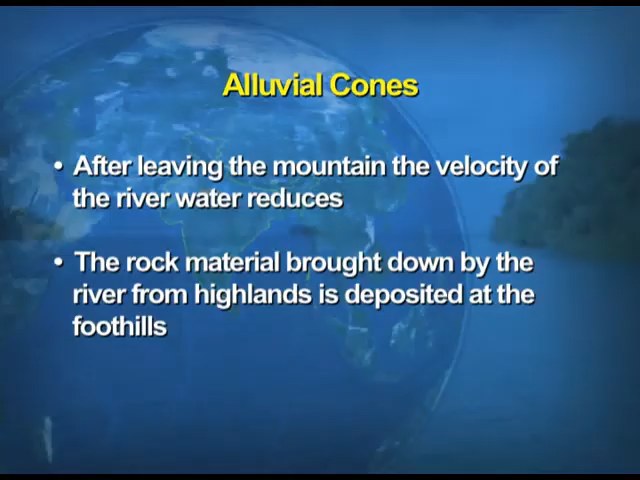 Alluvial Cones
• After leaving the mountain the velocity of
the river water reduces
• The rock material brought down by the
river from highlands is deposited at the
foothills